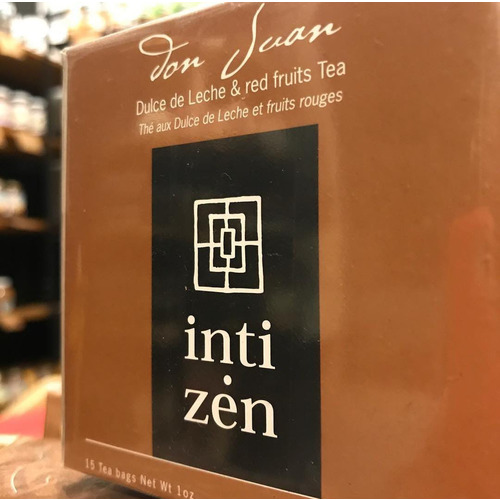 don Juan
Dulce de Leche & red fruits Tea
Thé aux Dulce de Leche et fruits rouges
inti
zėn
15 Tea bags Net Wt 1oz